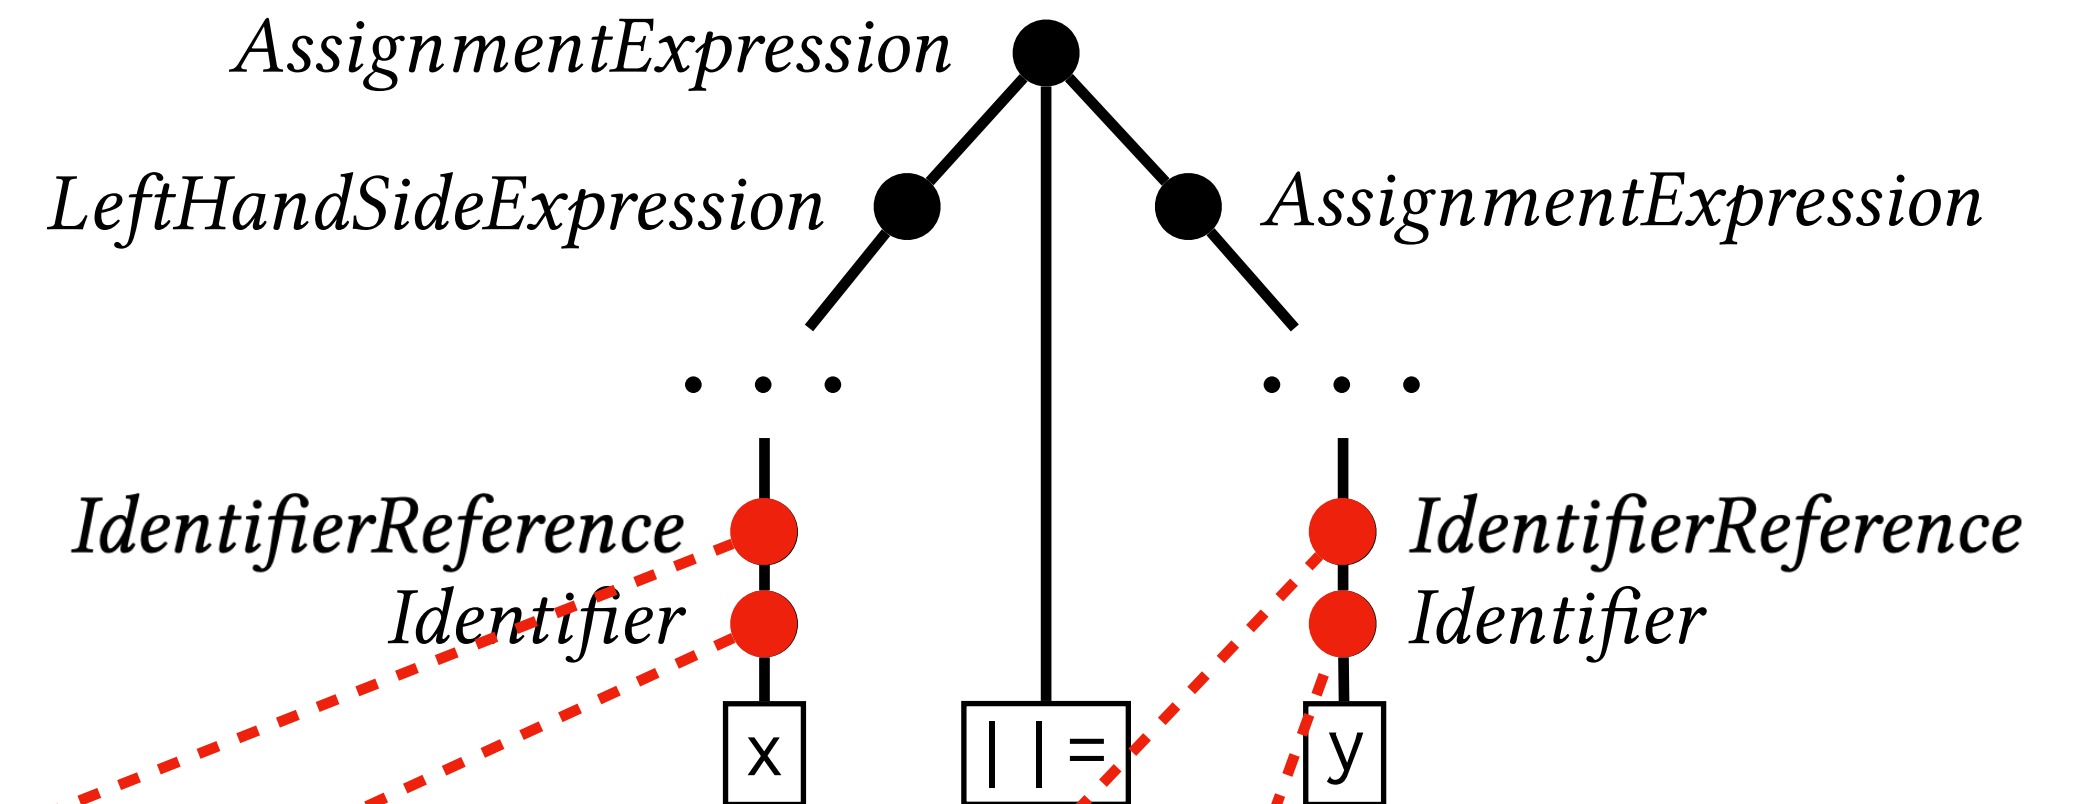 AssignmentExpression
LeftHandSideExpression AssignmentExpression
. . . . . .
IdentifierReference IdentifierReference
Identifier Identifier
x ||= y